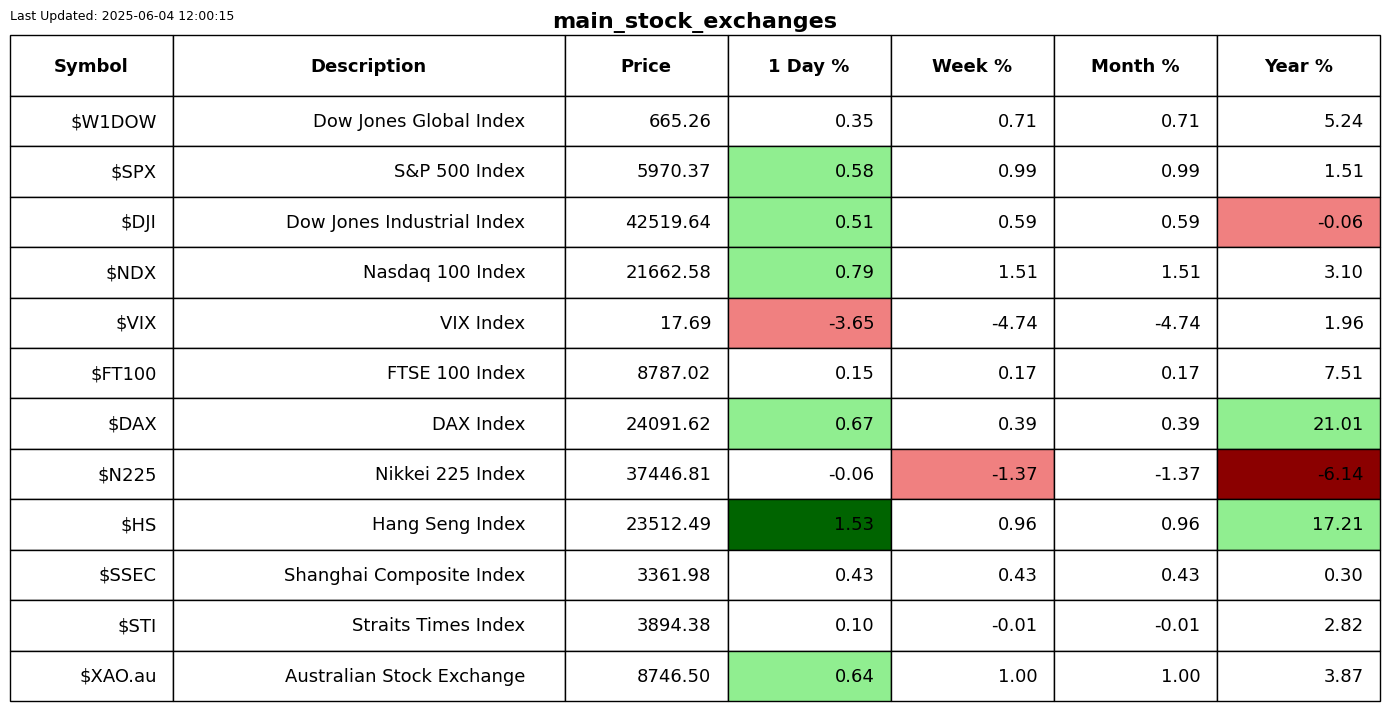 Last Updated: 2025-06-04 12:00:15
main_stock_exchanges
Symbol Description Price 1 Day % Week % Month % Year %
$W1DOW Dow Jones Global Index 665.26 0.35 0.71 0.71 5.24
$SPX S&P 500 Index 5970.37 0.58 0.99 0.99 1.51
$DJI Dow Jones Industrial Index 42519.64 0.51 0.59 0.59 -0.06
$NDX Nasdaq 100 Index 21662.58 0.79 1.51 1.51 3.10
$VIX VIX Index 17.69 -3.65 -4.74 -4.74 1.96
$FT100 FTSE 100 Index 8787.02 0.15 0.17 0.17 7.51
$DAX DAX Index 24091.62 0.67 0.39 0.39 21.01
$N225 Nikkei 225 Index 37446.81 -0.06 -1.37 -1.37 -6.14
$HS Hang Seng Index 23512.49 1.53 0.96 0.96 17.21
$SSEC Shanghai Composite Index 3361.98 0.43 0.43 0.43 0.30
$STI Straits Times Index 3894.38 0.10 -0.01 -0.01 2.82
$XAO.au Australian Stock Exchange 8746.50 0.64 1.00 1.00 3.87